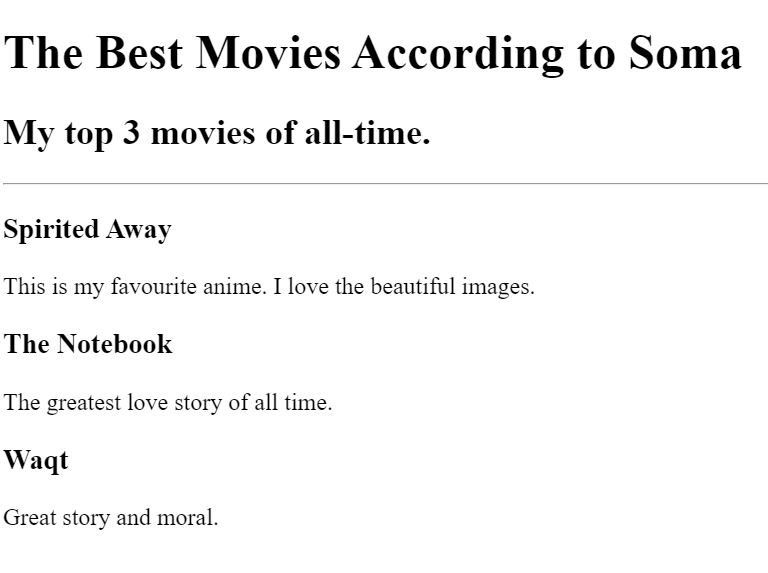 The Best Movies According to Soma
My top 3 movies of all-time.
Spirited Away
This is my favourite anime. I love the beautiful images.
The Notebook
The greatest love story of all time.
Waqt
Great story and moral.